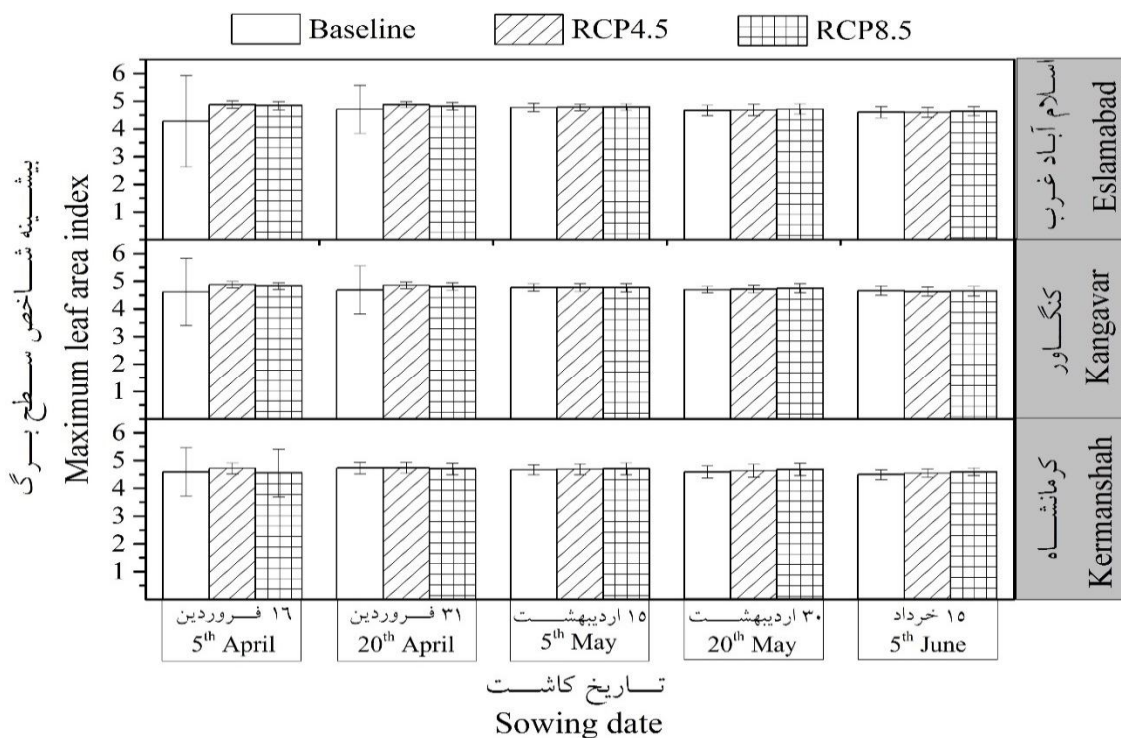 Baseline RCP4.5 RCP8.5
بیشینه شاخص سطح برگ
Maximum leaf area index
6
5
4
3
2
1
اسلام آباد غرب
Eslamabad
6
5
4
3
2
1
کنگاور
Kangavar
6
5
4
3
2
1
کرمانشاه
Kermanshah
۱۶ فروردین
5th April
۳۱ فروردین
20th April
۱۵ اردیبهشت
5th May
۳۰ اردیبهشت
20th May
۱۵ خرداد
5th June
تاریخ کاشت
Sowing date